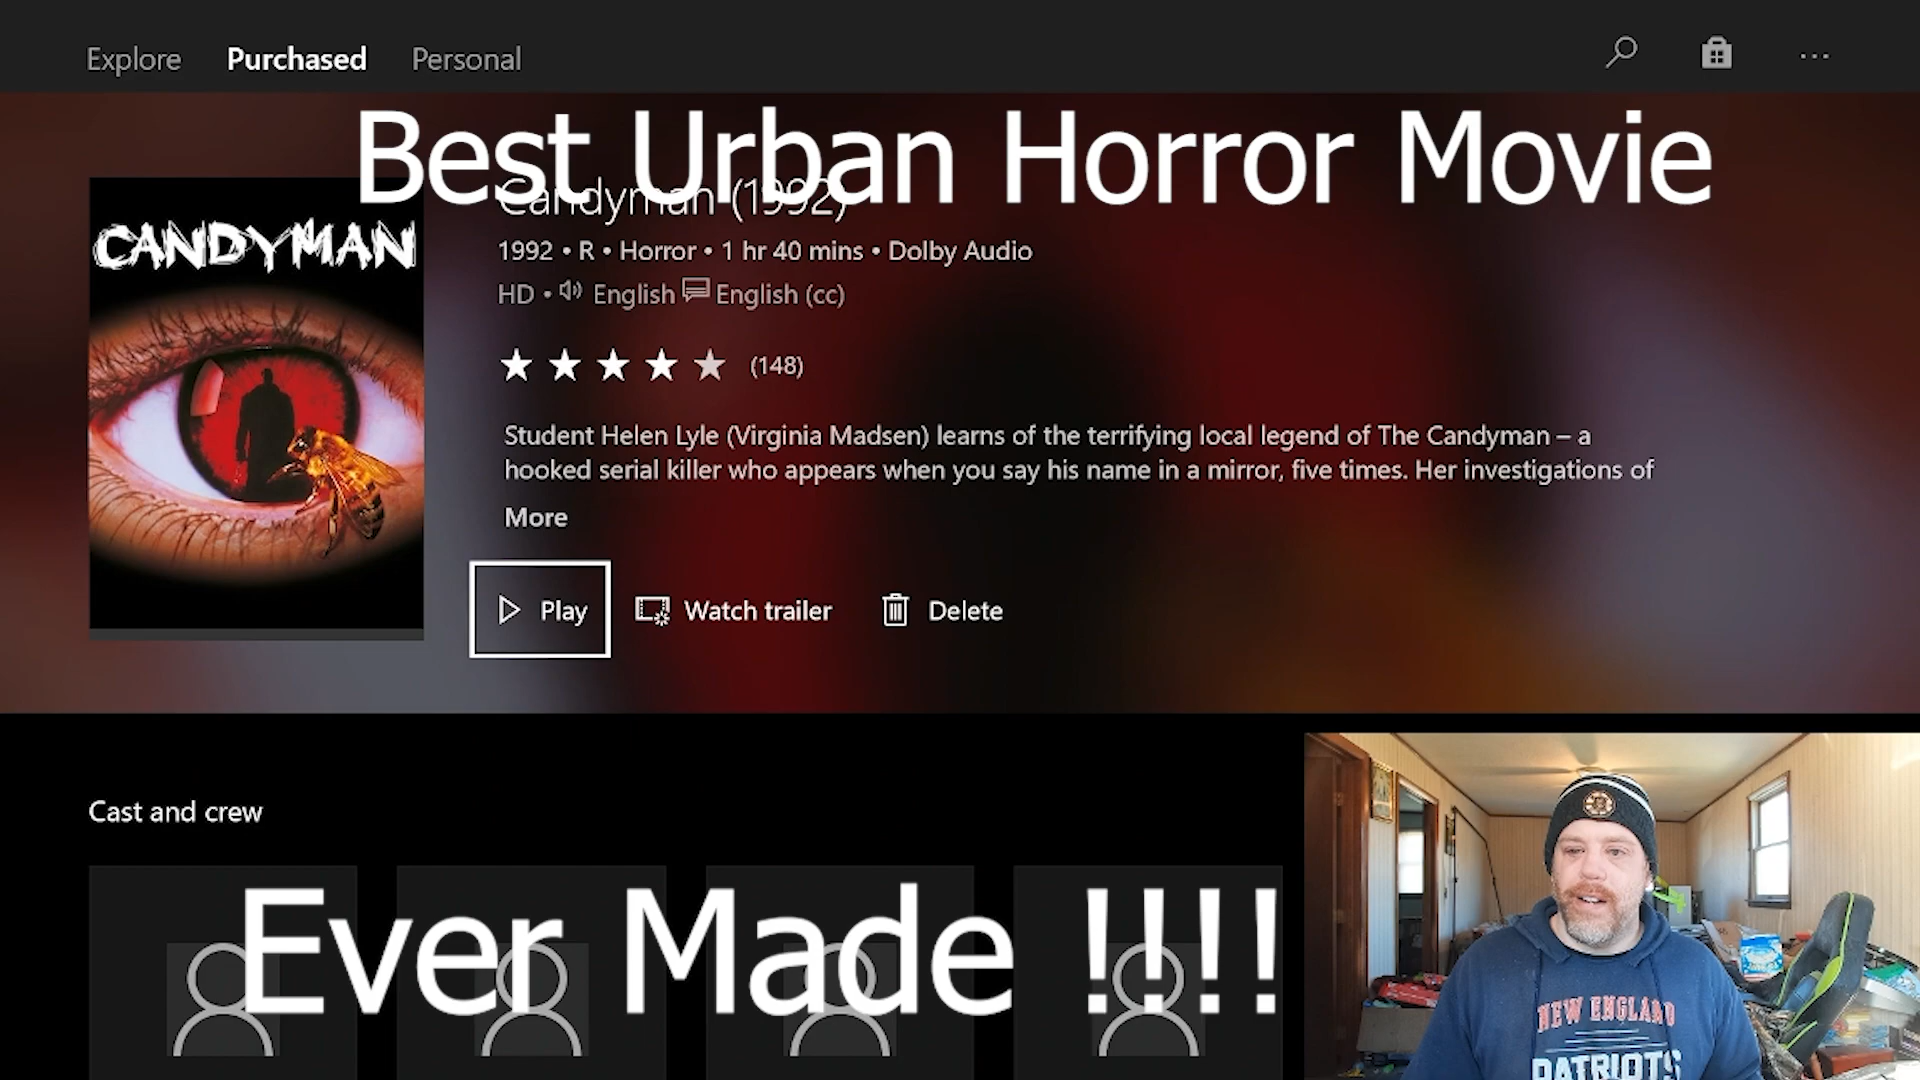 Explore Purchased Personal
Best Urban Horror Movie
Candyman (1992)
CANDYMAN
1992 • R • Horror • 1 hr 40 mins • Dolby Audio
HD • English English (cc)
(148)
Student Helen Lyle (Virginia Madsen) learns of the terrifying local legend of The Candyman – a
hooked serial killer who appears when you say his name in a mirror, five times. Her investigations of
More
Play Watch trailer Delete
Cast and crew
Ever Made !!!!
B
NEW ENGLAND
PATRIOTS